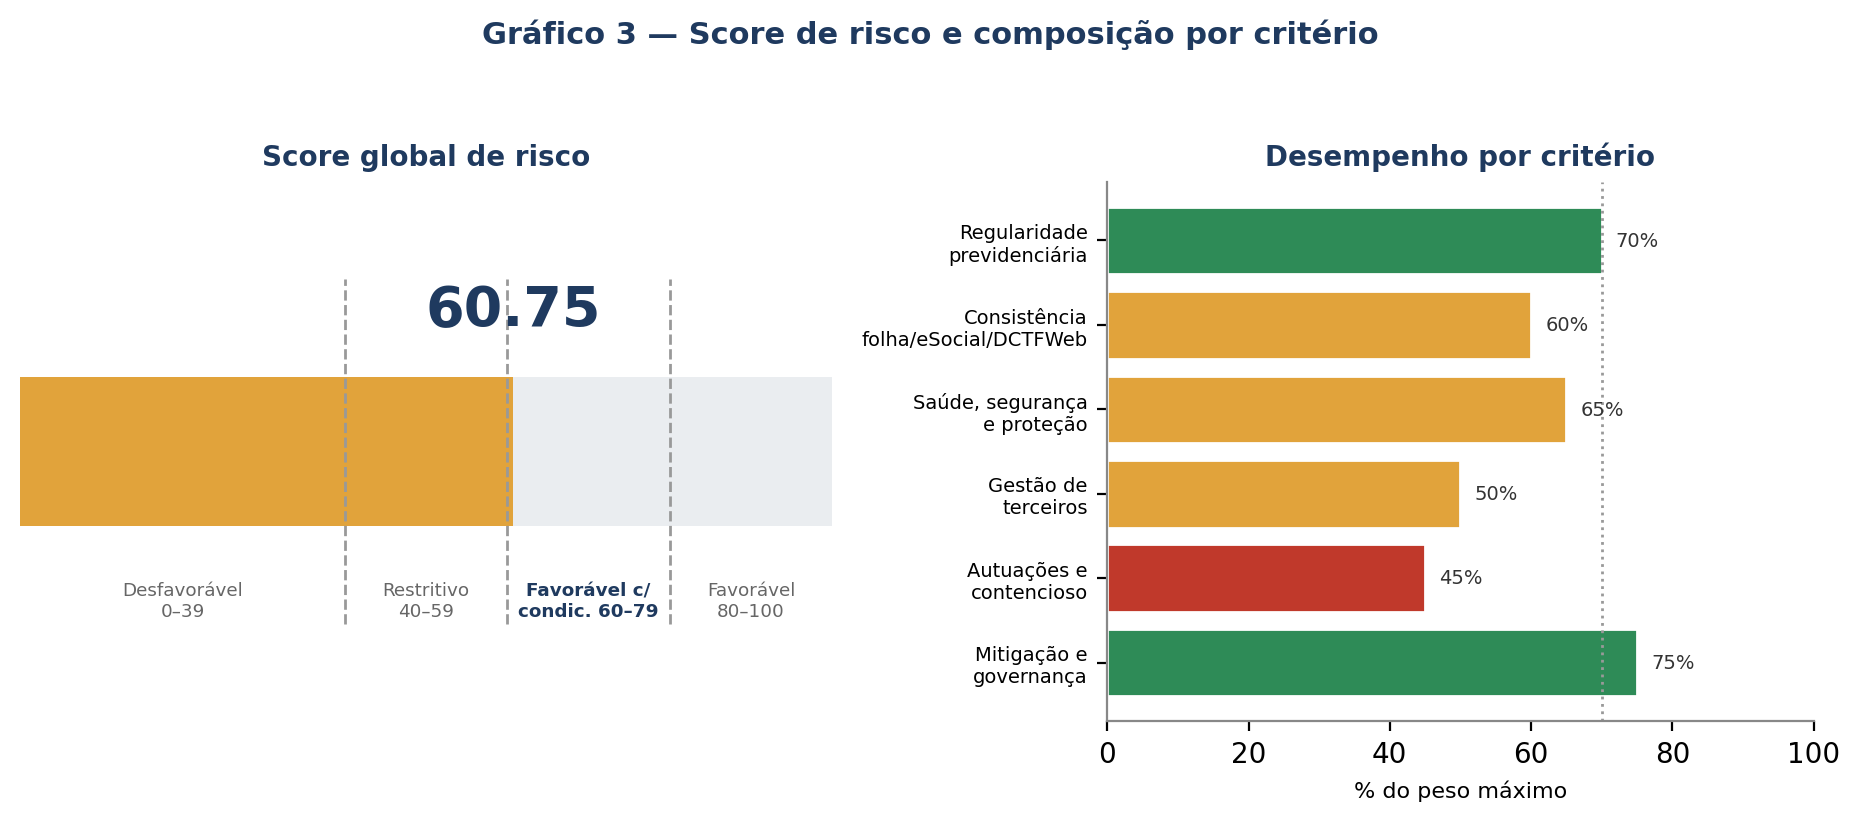 Gráfico 3 — Score de risco e composição por critério
Score global de risco
60.75
Desfavorável
0–39
Restritivo
40–59
Favorável c/
condic. 60–79
Favorável
80–100
Desempenho por critério
Regularidade
previdenciária
70%
Consistência
folha/eSocial/DCTFWeb
60%
Saúde, segurança
e proteção
65%
Gestão de
terceiros
50%
Autuações e
contencioso
45%
Mitigação e
governança
75%
0 20 40 60 80 100
% do peso máximo